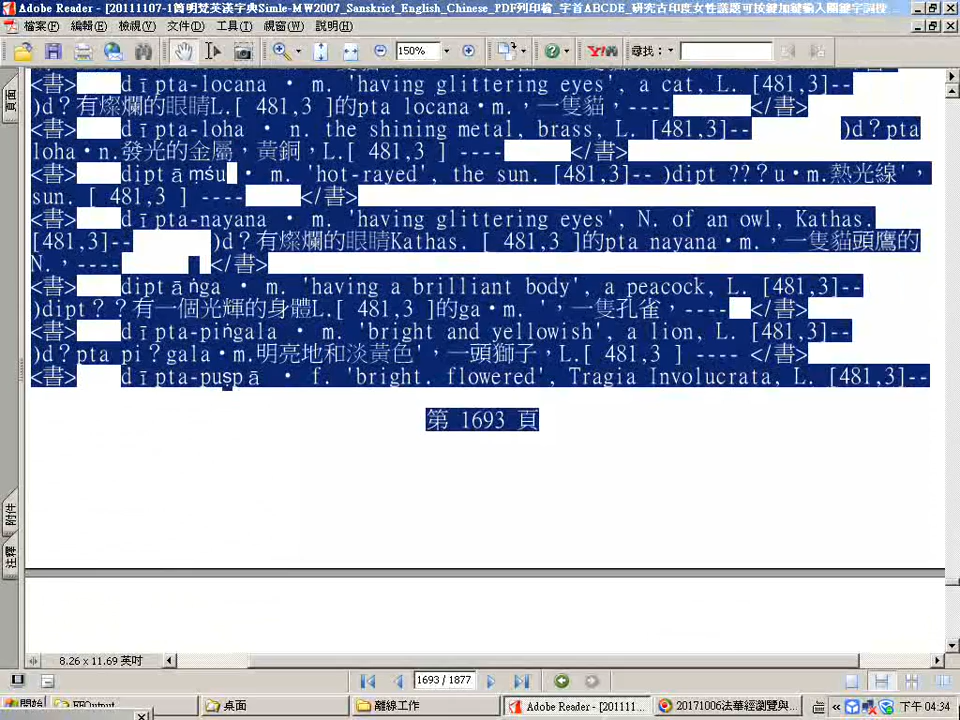 Adobe Reader - [20111107-1簡明梵英漢字典Simle-MW2007_Sanskrict_English_Chinese_PDF列印檔_字首ABCDE_研究古印度女性議題可按鍵加鍵輸入關鍵字詞搜
檔案(F) 編輯(E) 檢視(V) 文件(D) 工具(T) 視窗(W) 說明(H)
150% 尋找：
頁面
<書> dīpta-locana • m. 'having glittering eyes', a cat, L. [481,3]--
)d？有燦爛的眼睛L.[ 481,3 ]的pta locana•m.，一隻貓，---- </書>
<書> dīpta-loha • n. the shining metal, brass, L. [481,3]-- )d？pta
loha•n.發光的金屬，黃銅，L.[ 481,3 ] ---- </書>
<書> diptāṃśu • m. 'hot-rayed', the sun. [481,3]-- )dipt ???u•m.熱光線'，
sun. [ 481,3 ] ---- </書>
<書> dīpta-nayana • m. 'having glittering eyes', N. of an owl, Kathas.
[481,3]-- )d？有燦爛的眼睛Kathas. [ 481,3 ]的pta nayana•m.，一隻貓頭鷹的
N.，---- </書>
<書> diptāṅga • m. 'having a brilliant body', a peacock, L. [481,3]--
)dipt？？有一個光輝的身體L.[ 481,3 ]的ga•m. '，一隻孔雀，---- </書>
<書> dīpta-piṅgala • m. 'bright and yellowish', a lion, L. [481,3]--
)d？pta pi？gala•m.明亮地和淡黃色'，一頭獅子，L.[ 481,3 ] ---- </書>
<書> dīpta-puṣpā • f. 'bright. flowered', Tragia Involucrata, L. [481,3]--
第 1693 頁
附件
注釋
8.26 x 11.69 英吋
1693 / 1877
開始 FFOutput 桌面 離線工作 Adobe Reader - [2011... 20171006法華經瀏覽與... 下午 04:34